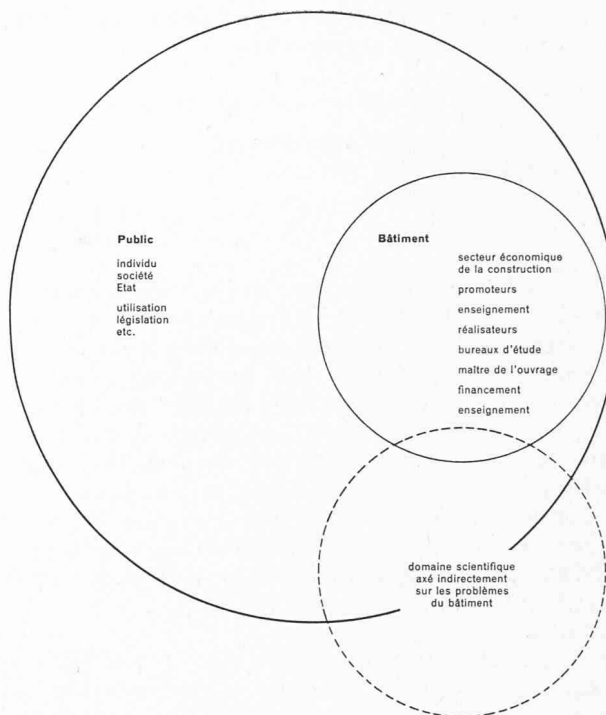 Public
individu
société
Etat
utilisation
législation
etc.
Bâtiment
secteur économique
de la construction
promoteurs
enseignement
réalisateurs
bureaux d'étude
maître de l'ouvrage
financement
enseignement
domaine scientifique
axé indirectement
sur les problèmes
du bâtiment